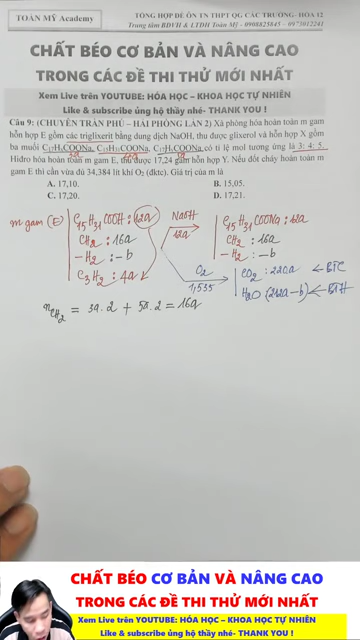 TOÁN MỸ Academy
TỔNG HỢP ĐỀ ÔN TN THPT QG CÁC TRƯỜNG- HÓA 12
Trung tâm BDVH & LTĐH Toán Mỹ - 0908825845 – 0975012241
CHẤT BÉO CƠ BẢN VÀ NÂNG CAO
TRONG CÁC ĐỀ THI THỬ MỚI NHẤT
Xem Live trên YOUTUBE: HÓA HỌC – KHOA HỌC TỰ NHIÊN
Like & subscribe ủng hộ thầy nhé- THANK YOU !
Câu 9: (CHUYÊN TRẦN PHÚ – HẢI PHÒNG LẦN 2) Xà phòng hóa hoàn toàn m gam
hỗn hợp E gồm các triglixerit bằng dung dịch NaOH, thu được glixerol và hỗn hợp X gồm
ba muối C17HxCOONa, C15H31COONa, C17HyCOONa có tỉ lệ mol tương ứng là 3: 4: 5.
Hiđro hóa hoàn toàn m gam E, thu được 17,24 gam hỗn hợp Y. Nếu đốt cháy hoàn toàn m
gam E thì cần vừa đủ 34,384 lít khí O2 (đktc). Giá trị của m là
A. 17,10. B. 15,05.
C. 17,20. D. 17,21.
m gam (E) C15H31COOH : 12a NaOH 12a C15H31COONa : 12a
CH2 : 16a CH2 : 16a
-H2 : -b -H2 : -b
C3H2 : 4a O2 1,535 CO2 : 220a ← BTC
H2O (212a-b) ← BTH
nCH2 = 3a.2 + 5a.2 = 16a
CHẤT BÉO CƠ BẢN VÀ NÂNG CAO
TRONG CÁC ĐỀ THI THỬ MỚI NHẤT
Xem Live trên YOUTUBE: HÓA HỌC – KHOA HỌC TỰ NHIÊN
Like & subscribe ủng hộ thầy nhé- THANK YOU !